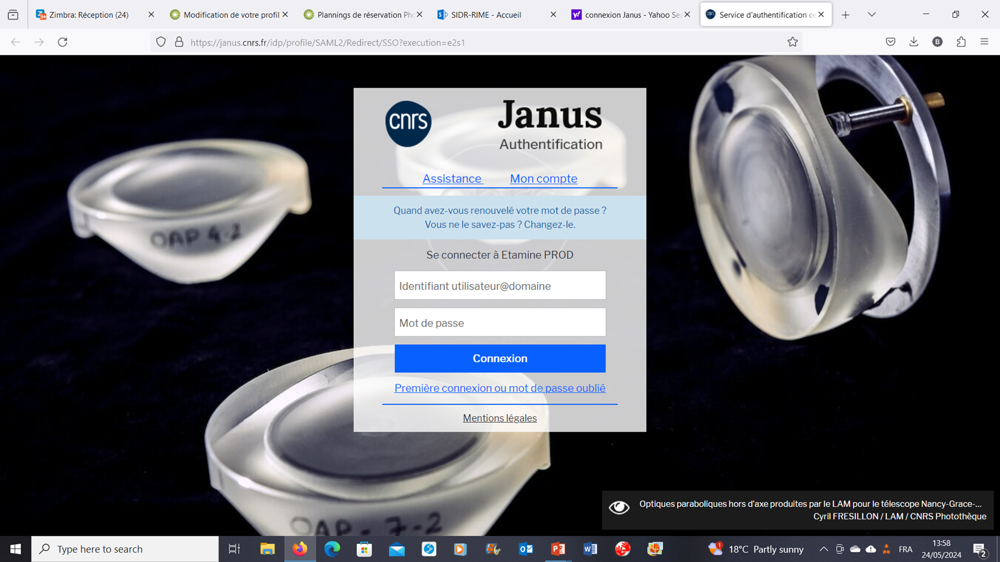 Zimbra: Réception (24)
Modification de votre profil
Plannings de réservation Pho
SIDR-RIME - Accueil
connexion Janus - Yahoo Sea
Service d'authentification ce
https://janus.cnrs.fr/idp/profile/SAML2/Redirect/SSO?execution=e2s1
B
cnrs
Janus
Authentification
Assistance
Mon compte
Quand avez-vous renouvelé votre mot de passe ?
Vous ne le savez-pas ? Changez-le.
Se connecter à Etamine PROD
Identifiant utilisateur@domaine
Mot de passe
Connexion
Première connexion ou mot de passe oublié
Mentions légales
OAP 4-2
OAP - 7-2
Optiques paraboliques hors d'axe produites par le LAM pour le télescope Nancy-Grace-...
Cyril FRESILLON / LAM / CNRS Photothèque
Type here to search
1
18°C Partly sunny
FRA
13:58
24/05/2024
2